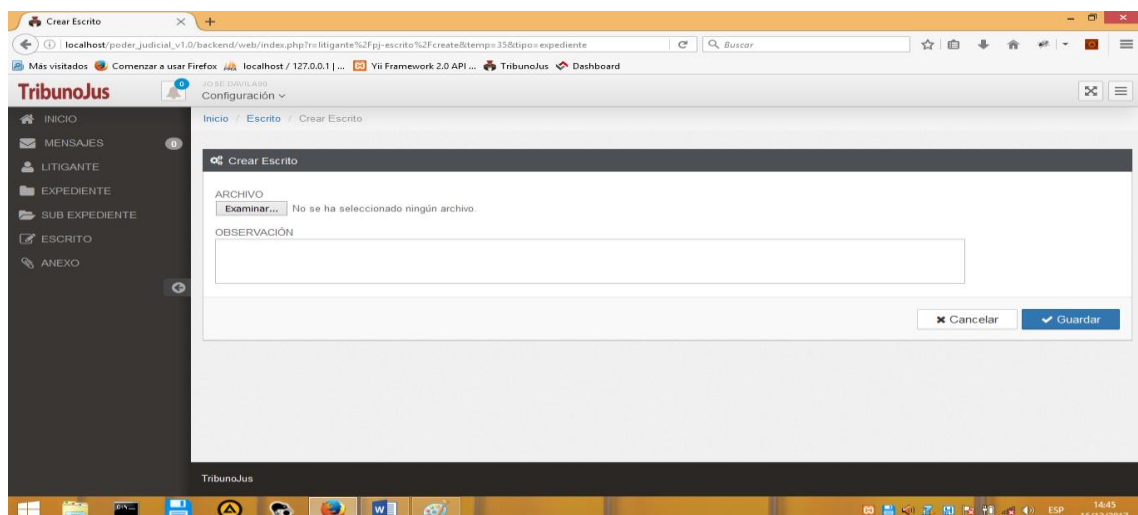 Crear Escrito
localhost/poder_judicial_v1.0/backend/web/index.php?r=litigante%2Fpj-escrito%2Fcreate&temp=35&tipo=expediente
Buscar
Más visitados Comenzar a usar Firefox localhost / 127.0.0.1 | ... Yii Framework 2.0 API ... TribunoJus Dashboard
TribunoJus
0
JOSE DAVILA90
Configuración
INICIO
Inicio / Escrito / Crear Escrito
MENSAJES 0
LITIGANTE
EXPEDIENTE
SUB EXPEDIENTE
ESCRITO
ANEXO
Crear Escrito
ARCHIVO
Examinar... No se ha seleccionado ningún archivo.
OBSERVACIÓN
Cancelar
Guardar
TribunoJus
ESP
14:45